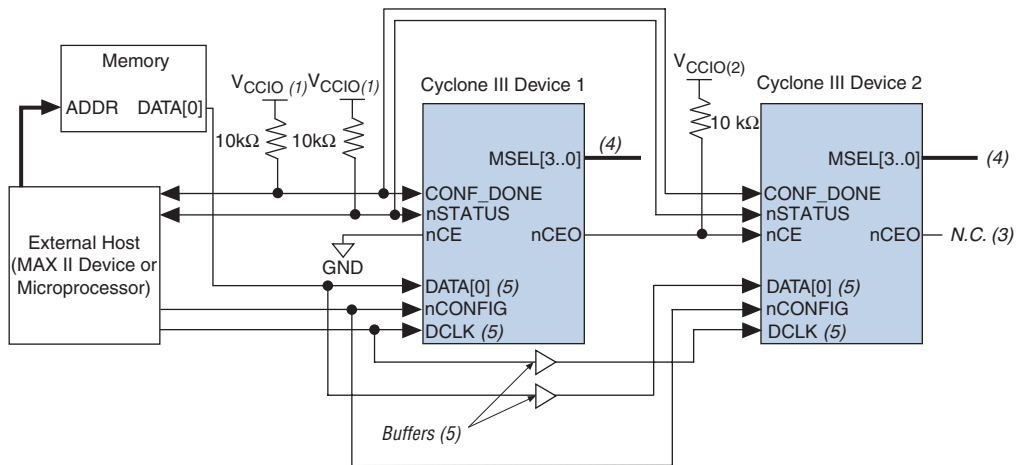 Memory
ADDR DATA[0]
VCCIO (1)
VCCIO(1)
10kΩ
10kΩ
Cyclone III Device 1
MSEL[3..0]
(4)
CONF_DONE
nSTATUS
nCE
nCEO
GND
DATA[0] (5)
nCONFIG
DCLK (5)
External Host
(MAX II Device or
Microprocessor)
VCCIO(2)
10 kΩ
Cyclone III Device 2
MSEL[3..0]
(4)
CONF_DONE
nSTATUS
nCE
nCEO
N.C. (3)
DATA[0] (5)
nCONFIG
DCLK (5)
Buffers (5)